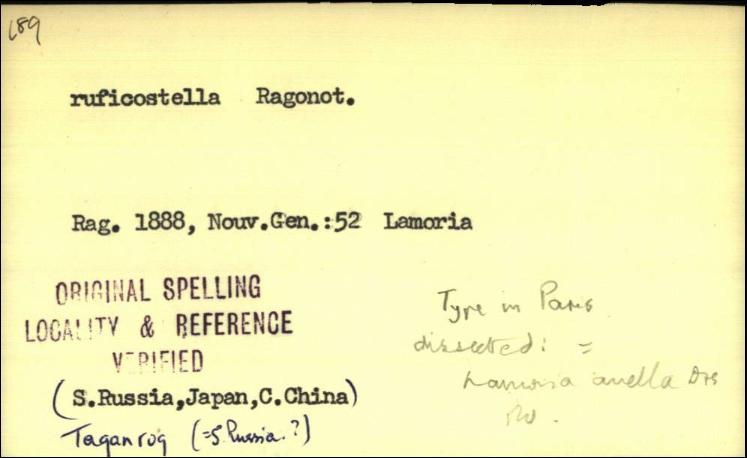 189
ruficostella Ragonot.
Rag. 1888, Nouv.Gen.:52 Lamoria
ORIGINAL SPELLING
LOCALITY & REFERENCE
VERIFIED
(S.Russia,Japan,C.China)
Taganrog (=S.Russia.?)
Type in Paris
dissected: =
Lamoria anella